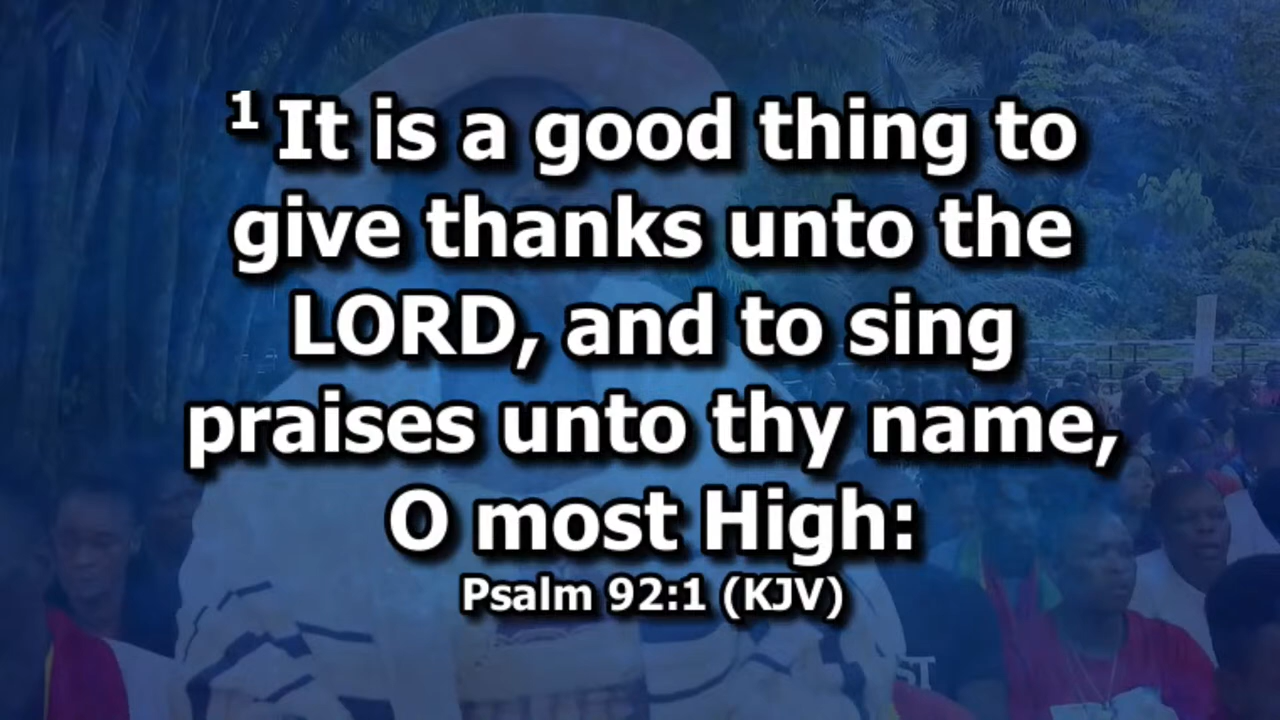 1 It is a good thing to
give thanks unto the
LORD, and to sing
praises unto thy name,
O most High:
Psalm 92:1 (KJV)
ST